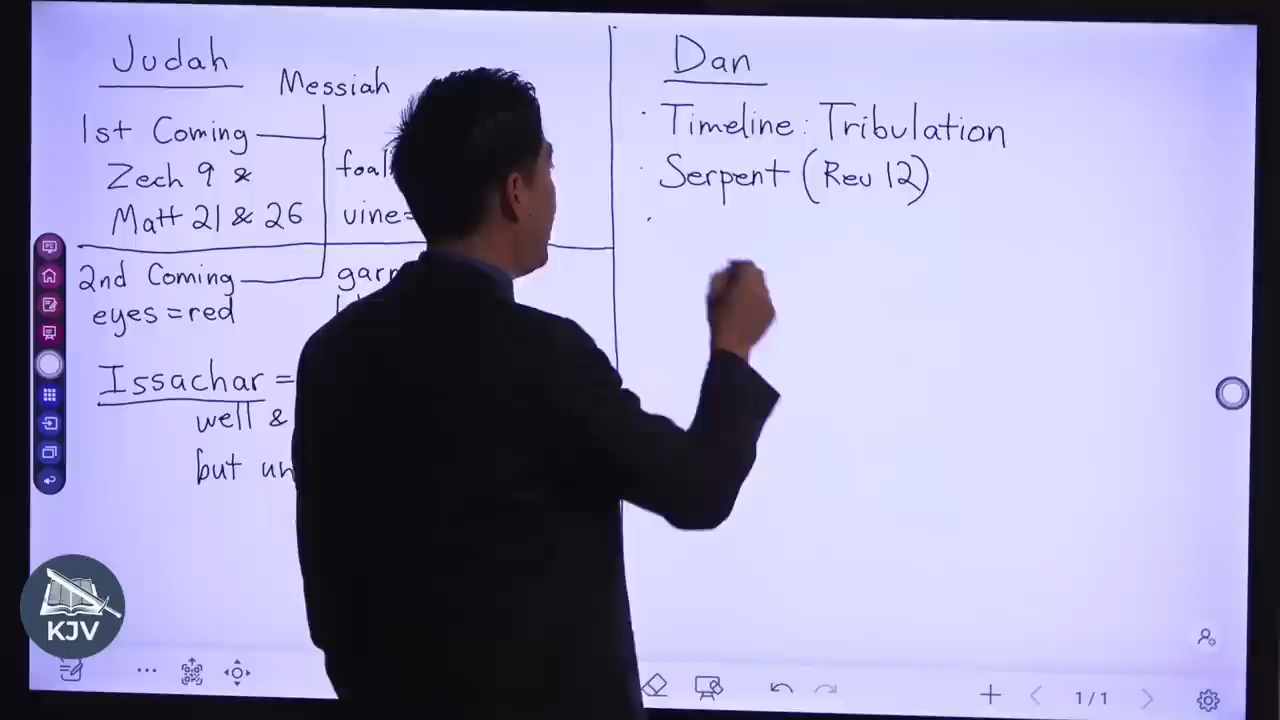 Judah
Messiah
1st Coming
Zech 9 &
Matt 21 & 26
foal
vine=
2nd Coming
eyes = red
Issachar =
well &
but
Dan
· Timeline: Tribulation
· Serpent (Rev 12)
·
KJV
1/1